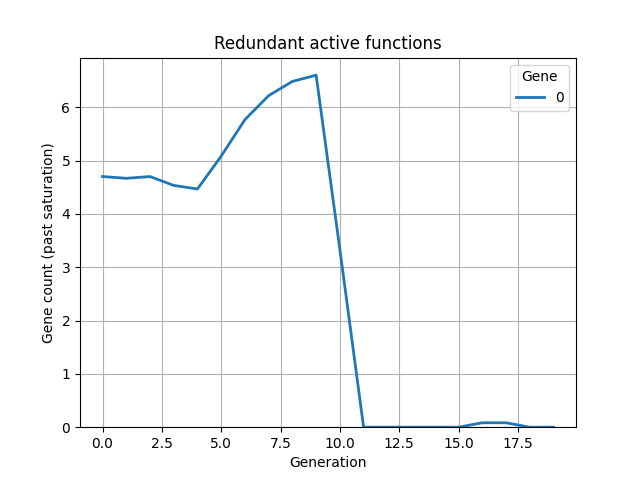 Redundant active functions
Gene
0
Gene count (past saturation)
6
5
4
3
2
1
0
0.0 2.5 5.0 7.5 10.0 12.5 15.0 17.5
Generation